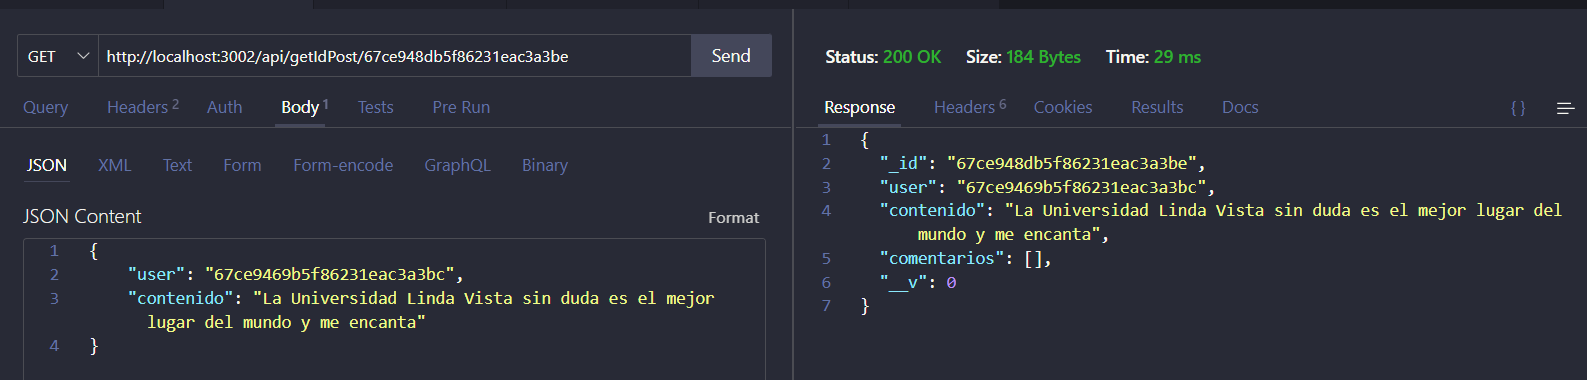 GET http://localhost:3002/api/getIdPost/67ce948db5f86231eac3a3be Send
Query Headers 2 Auth Body 1 Tests Pre Run
JSON XML Text Form Form-encode GraphQL Binary
JSON Content Format
1 {
2 "user": "67ce9469b5f86231eac3a3bc",
3 "contenido": "La Universidad Linda Vista sin duda es el mejor
lugar del mundo y me encanta"
4 }
Status: 200 OK Size: 184 Bytes Time: 29 ms
Response Headers 6 Cookies Results Docs { }
1 {
2 "_id": "67ce948db5f86231eac3a3be",
3 "user": "67ce9469b5f86231eac3a3bc",
4 "contenido": "La Universidad Linda Vista sin duda es el mejor lugar del
mundo y me encanta",
5 "comentarios": [],
6 "__v": 0
7 }